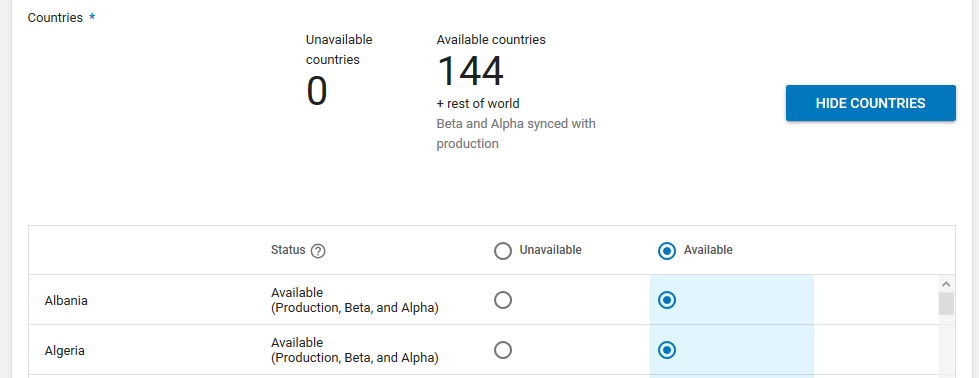 Countries *
Unavailable
countries
0
Available countries
144
+ rest of world
Beta and Alpha synced with
production
HIDE COUNTRIES
Status ?
Unavailable
Available
Albania
Available
(Production, Beta, and Alpha)
Algeria
Available
(Production, Beta, and Alpha)